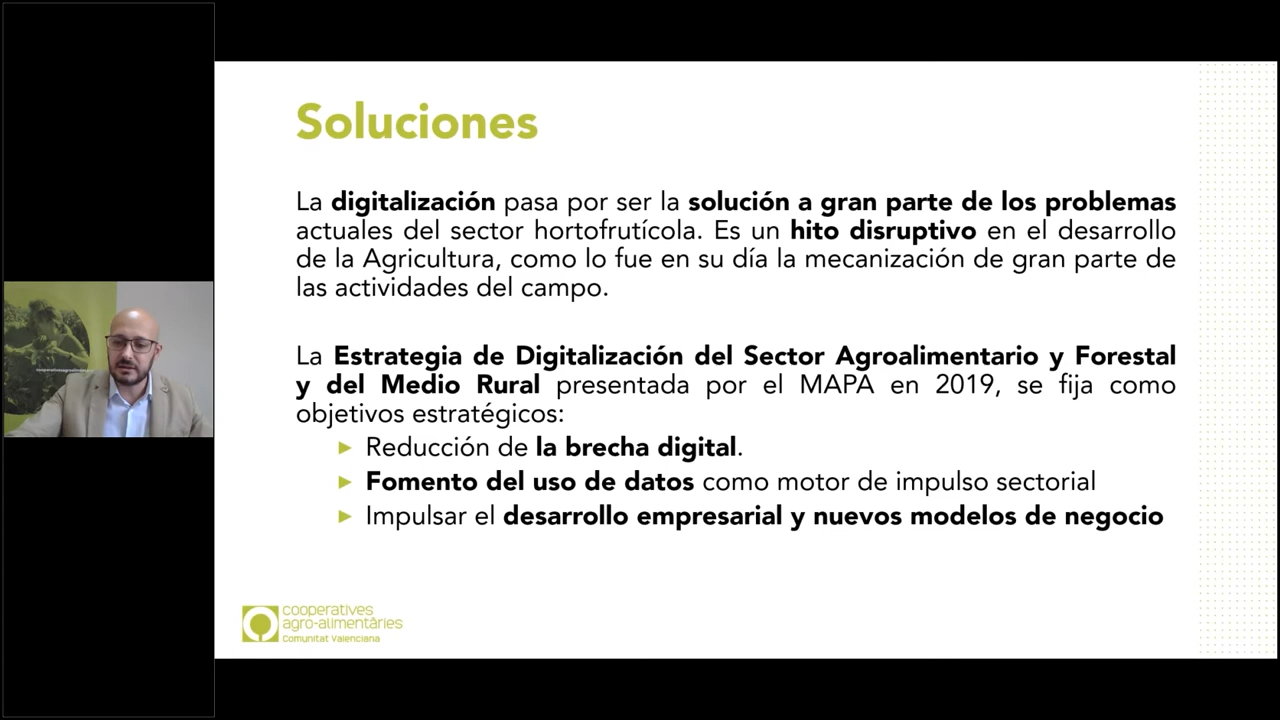 Soluciones
La digitalización pasa por ser la solución a gran parte de los problemas
actuales del sector hortofrutícola. Es un hito disruptivo en el desarrollo
de la Agricultura, como lo fue en su día la mecanización de gran parte de
las actividades del campo.
La Estrategia de Digitalización del Sector Agroalimentario y Forestal
y del Medio Rural presentada por el MAPA en 2019, se fija como
objetivos estratégicos:
Reducción de la brecha digital.
Fomento del uso de datos como motor de impulso sectorial
Impulsar el desarrollo empresarial y nuevos modelos de negocio
cooperatives
agro-alimentàries
Comunitat Valenciana